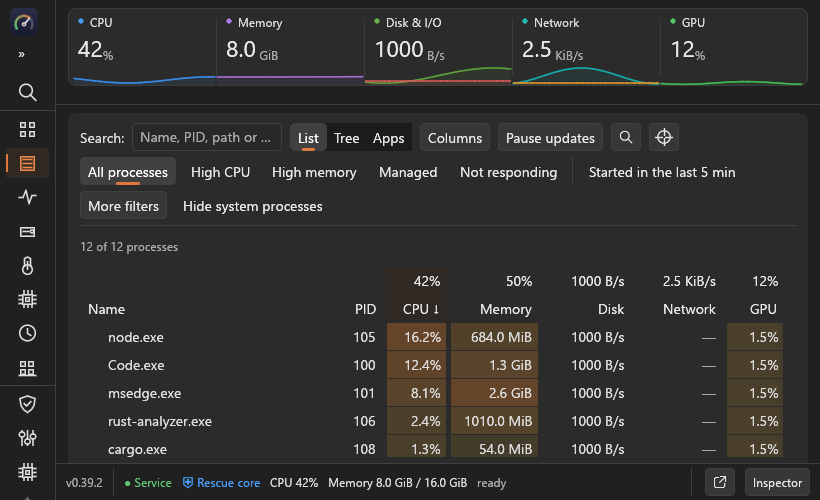 CPU
42%
Memory
8.0 GiB
Disk & I/O
1000 B/s
Network
2.5 KiB/s
GPU
12%
»
Search: Name, PID, path or ... List Tree Apps Columns Pause updates
All processes High CPU High memory Managed Not responding Started in the last 5 min
More filters Hide system processes
12 of 12 processes
42% 50% 1000 B/s 2.5 KiB/s 12%
Name PID CPU ↓ Memory Disk Network GPU
node.exe 105 16.2% 684.0 MiB 1000 B/s — 1.5%
Code.exe 100 12.4% 1.3 GiB 1000 B/s — 1.5%
msedge.exe 101 8.1% 2.6 GiB 1000 B/s — 1.5%
rust-analyzer.exe 106 2.4% 1010.0 MiB 1000 B/s — 1.5%
cargo.exe 108 1.3% 54.0 MiB 1000 B/s — 1.5%
v0.39.2 Service Rescue core CPU 42% Memory 8.0 GiB / 16.0 GiB ready Inspector